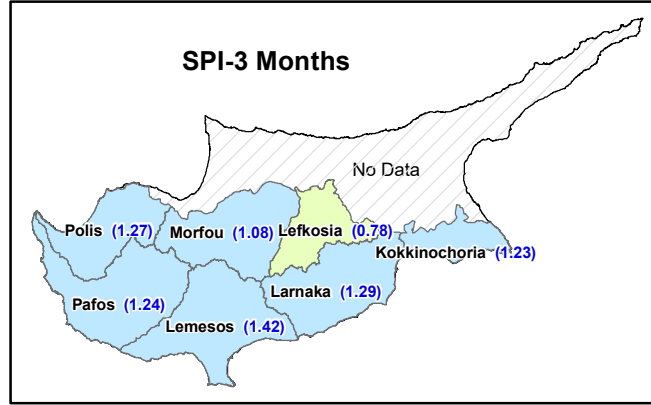 SPI-3 Months
No Data
Polis (1.27)
Morfou (1.08)
Lefkosia (0.78)
Kokkinochoria (1.23)
Pafos (1.24)
Larnaka (1.29)
Lemesos (1.42)